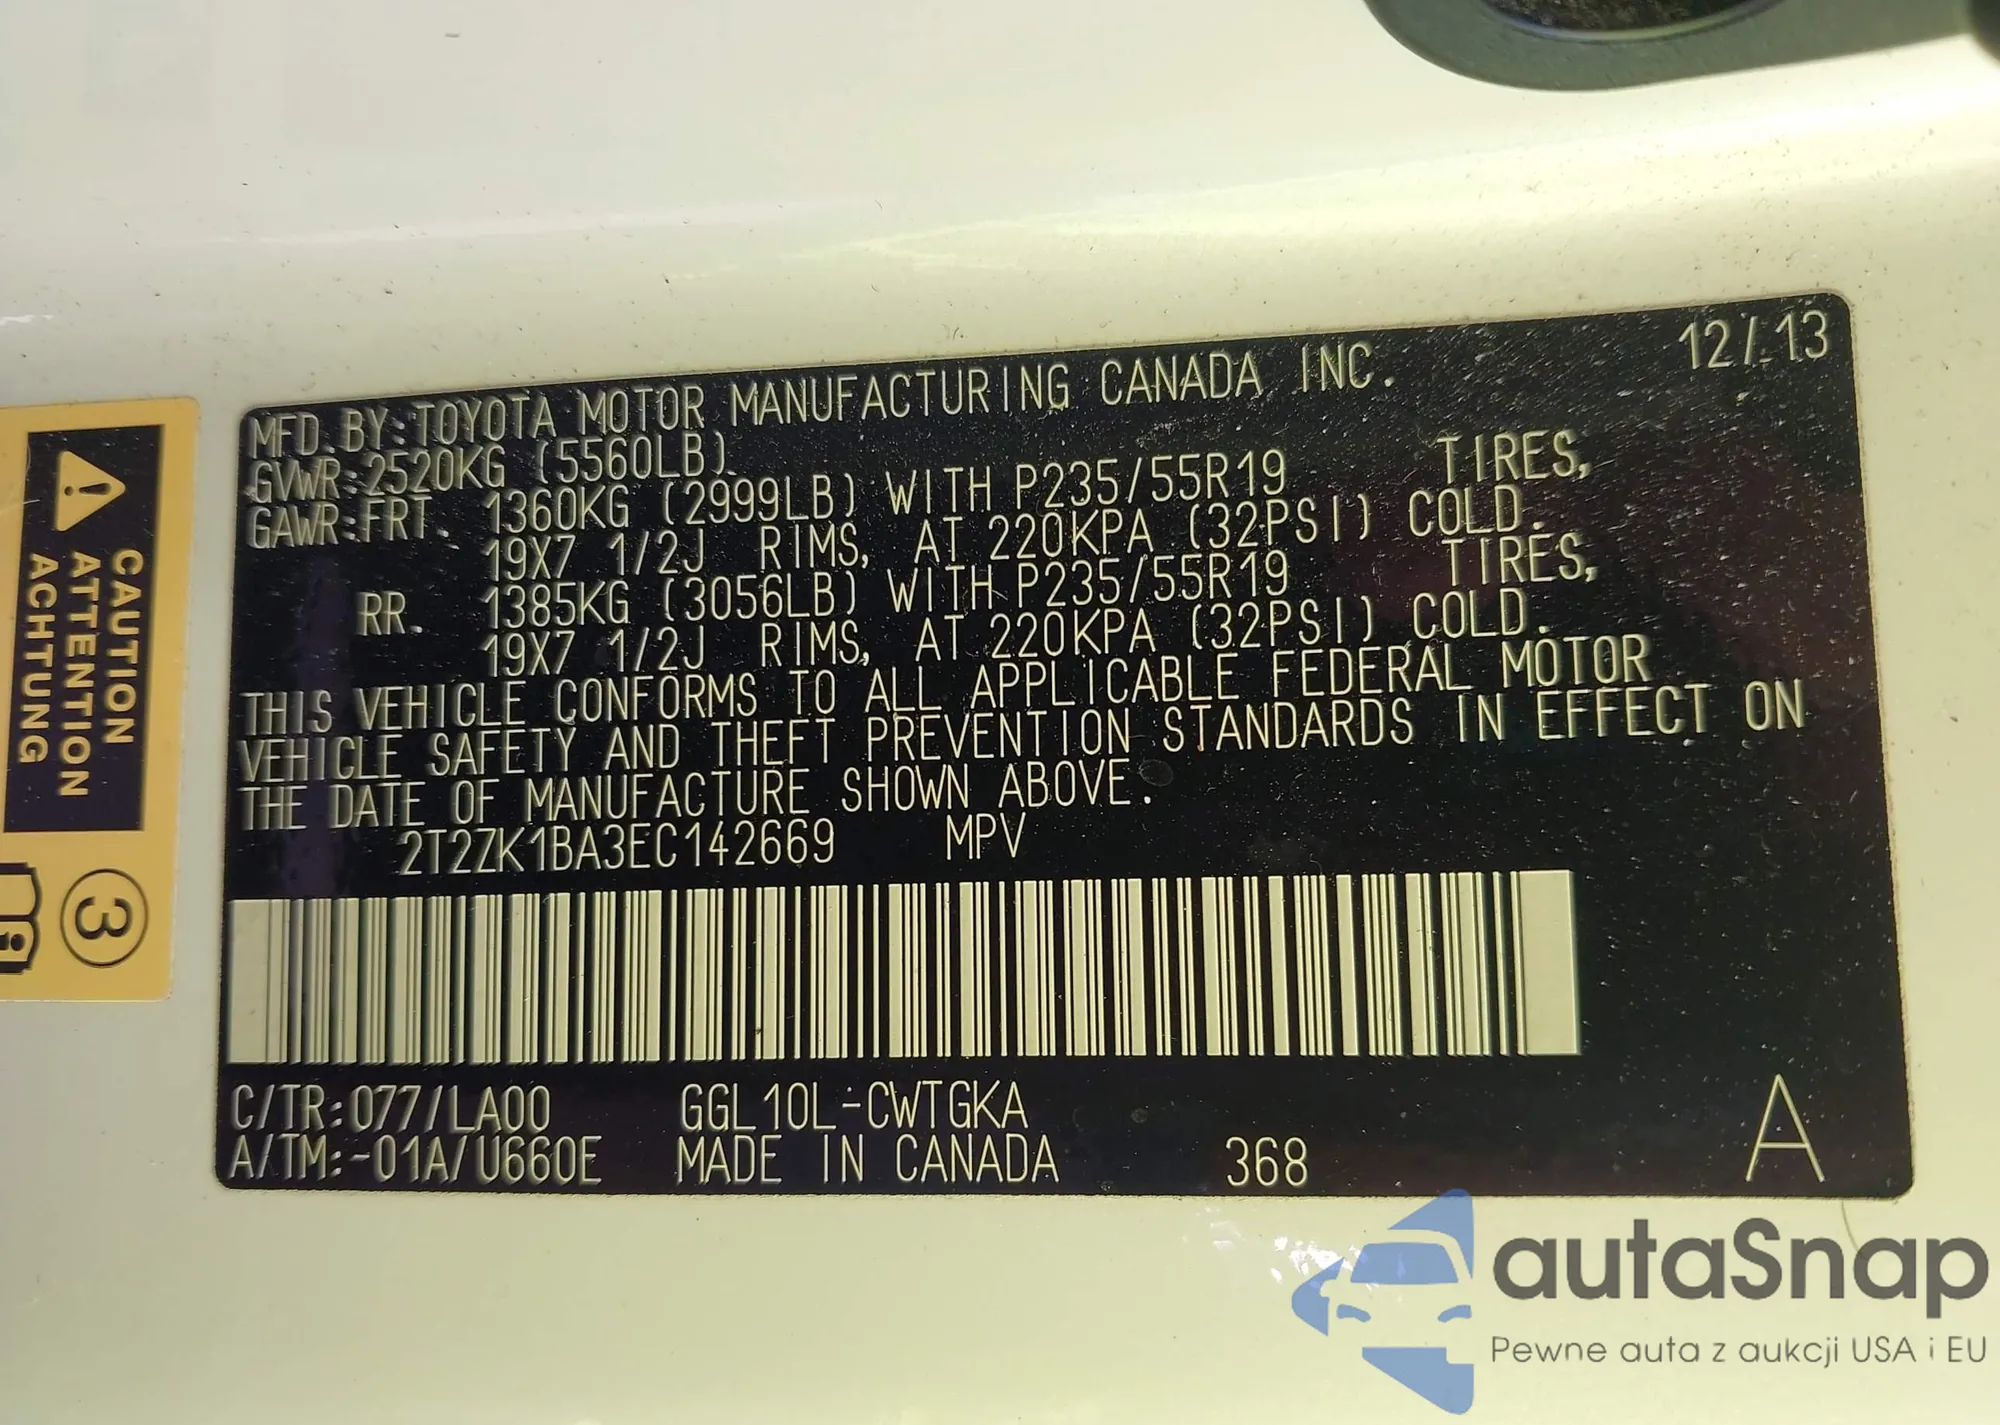 12/.13
MFD.BY:TOYOTA MOTOR MANUFACTURING CANADA INC.
GVWR:2520KG (5560LB)
GAWR:FRT. 1360KG (2999LB) WITH P235/55R19 TIRES,
19X7 1/2J RIMS, AT 220KPA (32PSI) COLD.
RR. 1385KG (3056LB) WITH P235/55R19 TIRES,
19X7 1/2J RIMS, AT 220KPA (32PSI) COLD.
THIS VEHICLE CONFORMS TO ALL APPLICABLE FEDERAL MOTOR
VEHICLE SAFETY AND THEFT PREVENTION STANDARDS IN EFFECT ON
THE DATE OF MANUFACTURE SHOWN ABOVE.
2T2ZK1BA3EC142669 MPV
C/TR:077/LA00 GGL10L-CWTGKA
A/TM:-01A/U660E MADE IN CANADA 368 A
CAUTION
ATTENTION
ACHTUNG
3
autaSnap
Pewne auta z aukcji USA i EU